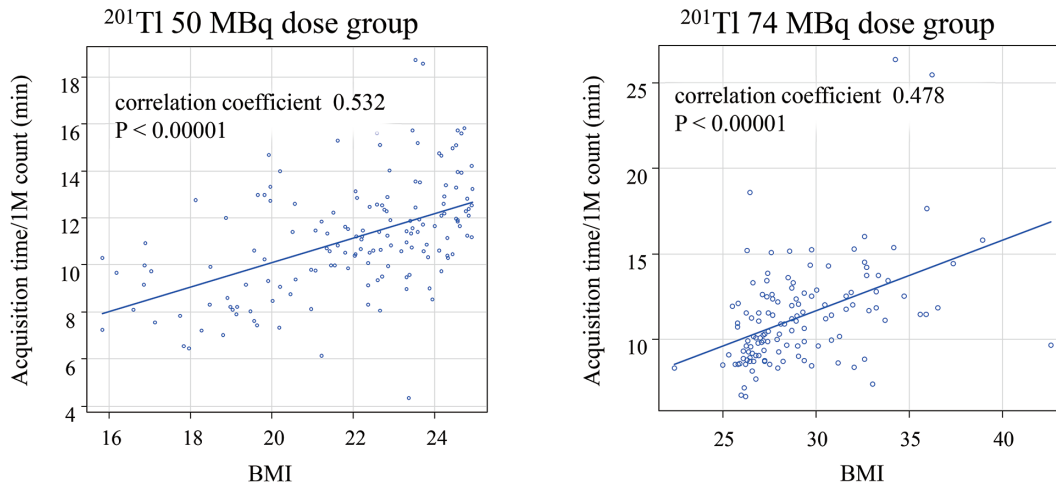 ²⁰¹Tl 50 MBq dose group
correlation coefficient 0.532
P < 0.00001
Acquisition time/1M count (min)
18
16
14
12
10
8
6
4
16
18
20
22
24
BMI
²⁰¹Tl 74 MBq dose group
correlation coefficient 0.478
P < 0.00001
Acquisition time/1M count (min)
25
20
15
10
25
30
35
40
BMI